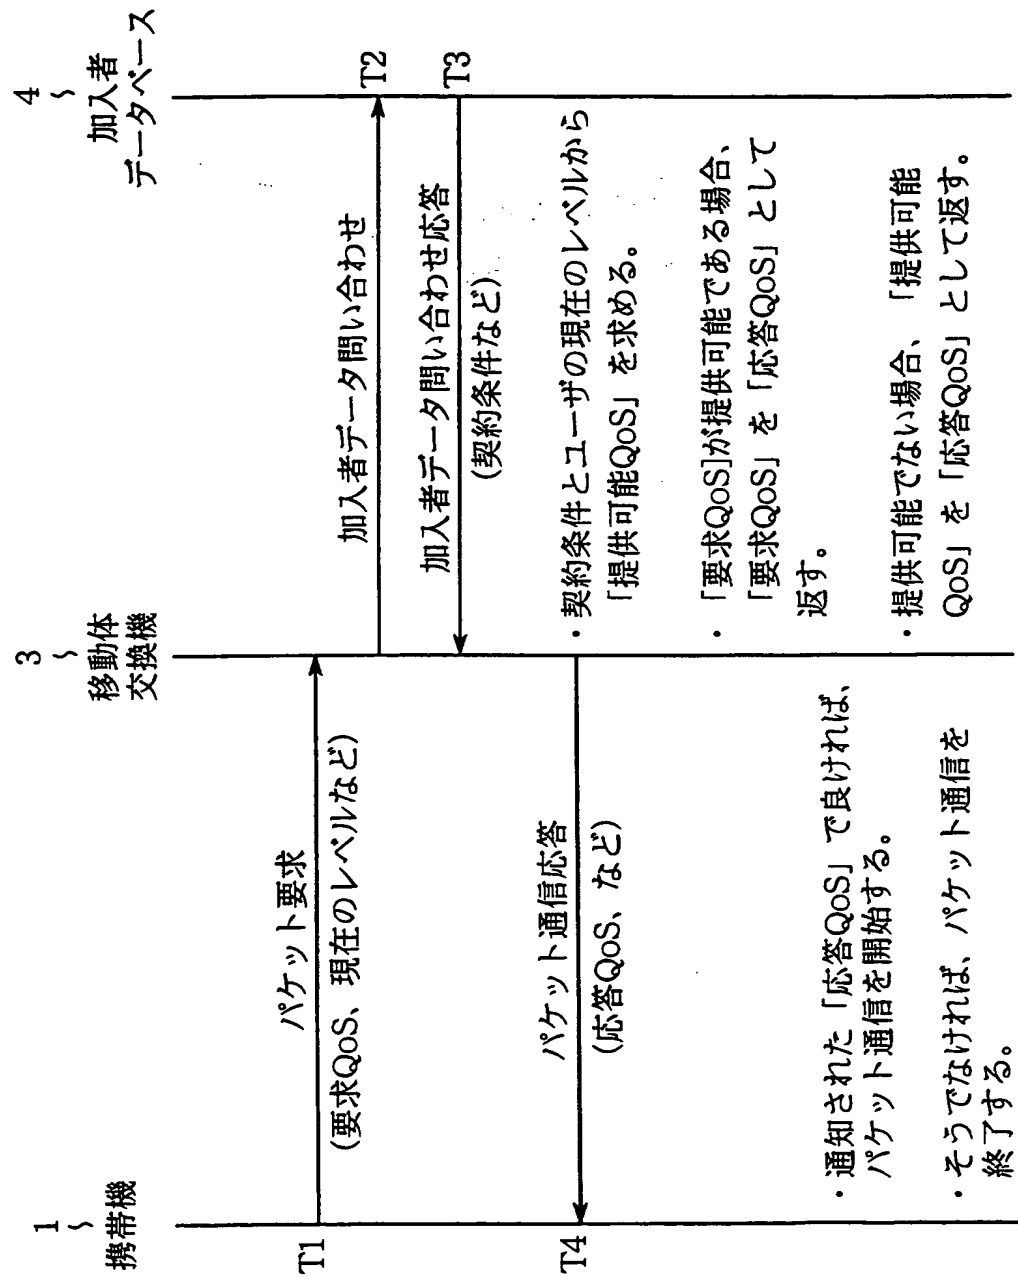 1
携帯機
3
移動体
交換機
4
加入者
データベース
T1
パケット要求
(要求QoS、現在のレベルなど)
加入者データ問い合わせ
T2
加入者データ問い合わせ応答
T3
(契約条件など)
T4
パケット通信応答
(応答QoS、など)
・契約条件とユーザの現在のレベルから
「提供可能QoS」を求める。
・「要求QoS]が提供可能である場合、
「要求QoS」を「応答QoS」として
返す。
・提供可能でない場合、「提供可能
QoS」を「応答QoS」として返す。
・通知された「応答QoS」で良ければ、
パケット通信を開始する。
・そうでなければ、パケット通信を
終了する。